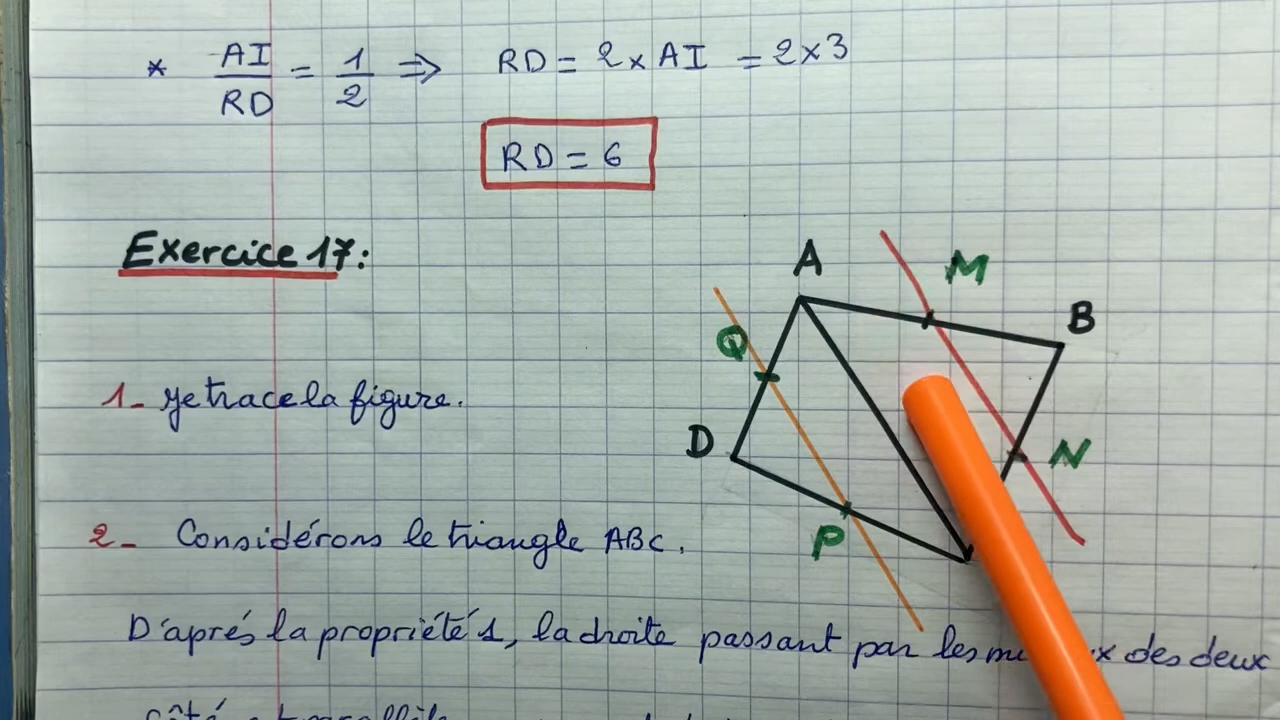 * AI/RD = 1/2 ⇒ RD = 2 x AI = 2 x 3
RD = 6
Exercice 17:
A
M
B
Q
D
N
P
1- Je trace la figure.
2- Considérons le triangle ABC.
D'aprés la propriété 1, la droite passant par les des deux